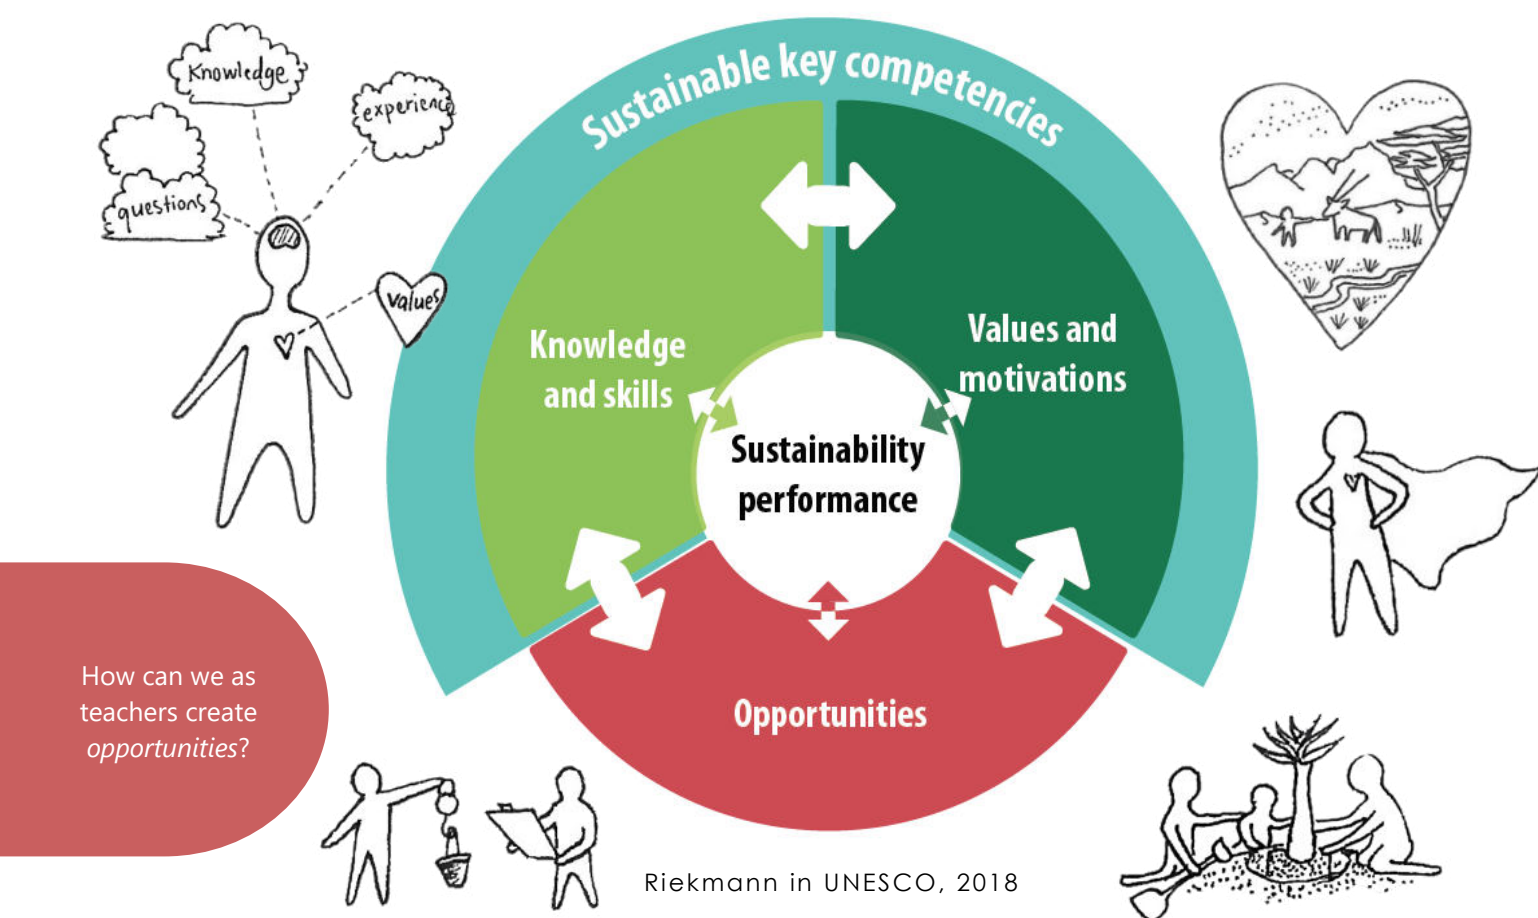 Knowledge
experience
questions
values
Sustainable key competencies
Knowledge
and skills
Values and
motivations
Sustainability
performance
Opportunities
How can we as
teachers create
opportunities?
Riekmann in UNESCO, 2018